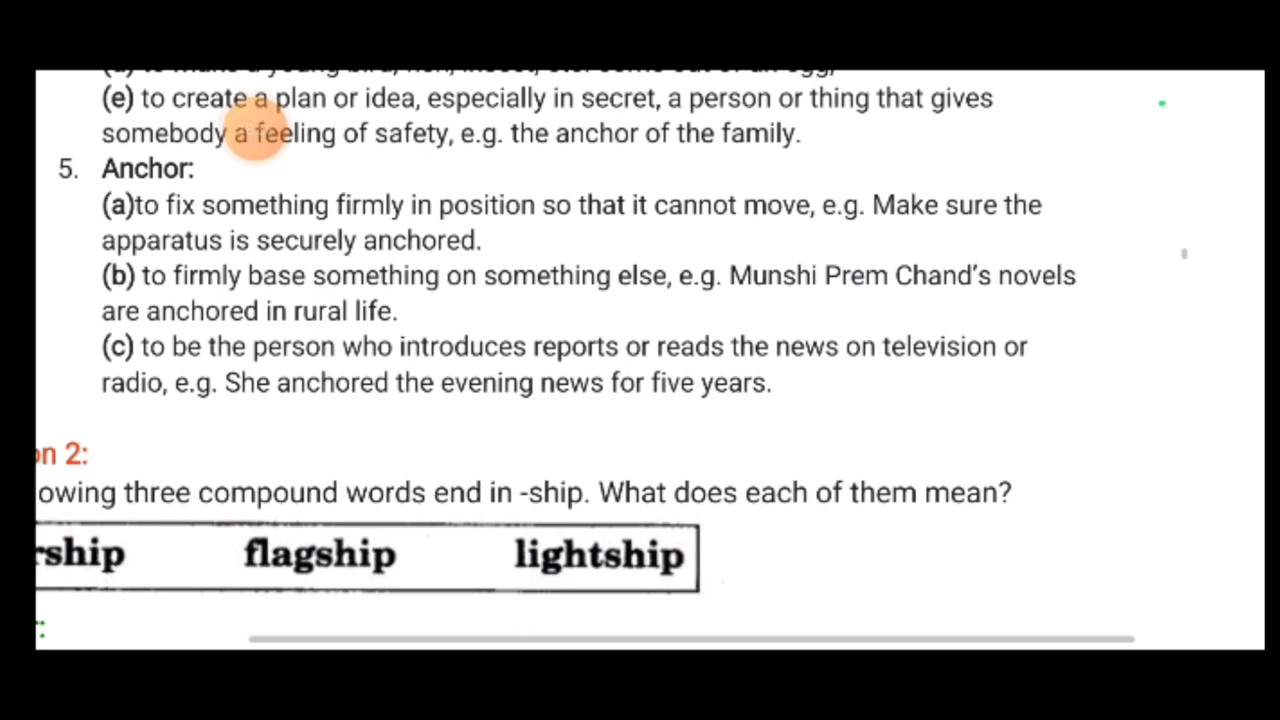 (e) to create a plan or idea, especially in secret, a person or thing that gives
somebody a feeling of safety, e.g. the anchor of the family.
5. Anchor:
(a)to fix something firmly in position so that it cannot move, e.g. Make sure the
apparatus is securely anchored.
(b) to firmly base something on something else, e.g. Munshi Prem Chand’s novels
are anchored in rural life.
(c) to be the person who introduces reports or reads the news on television or
radio, e.g. She anchored the evening news for five years.
on 2:
owing three compound words end in -ship. What does each of them mean?
rship flagship lightship